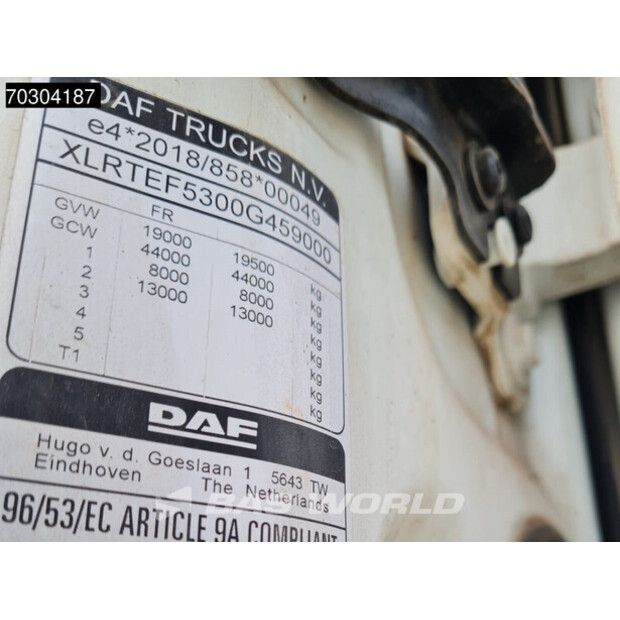 70304187
DAF TRUCKS N.V.
e4*2018/858*00049
XLRTEF5300G459000
FR
GVW 19000 19500 kg
GCW 44000 44000 kg
1 8000 8000 kg
2 13000 13000 kg
3 kg
4 kg
5 kg
T1 kg
DAF
Hugo v. d. Goeslaan 1 5643 TW
Eindhoven The Netherlands
BAS WORLD
96/53/EC ARTICLE 9A COMPLIANT